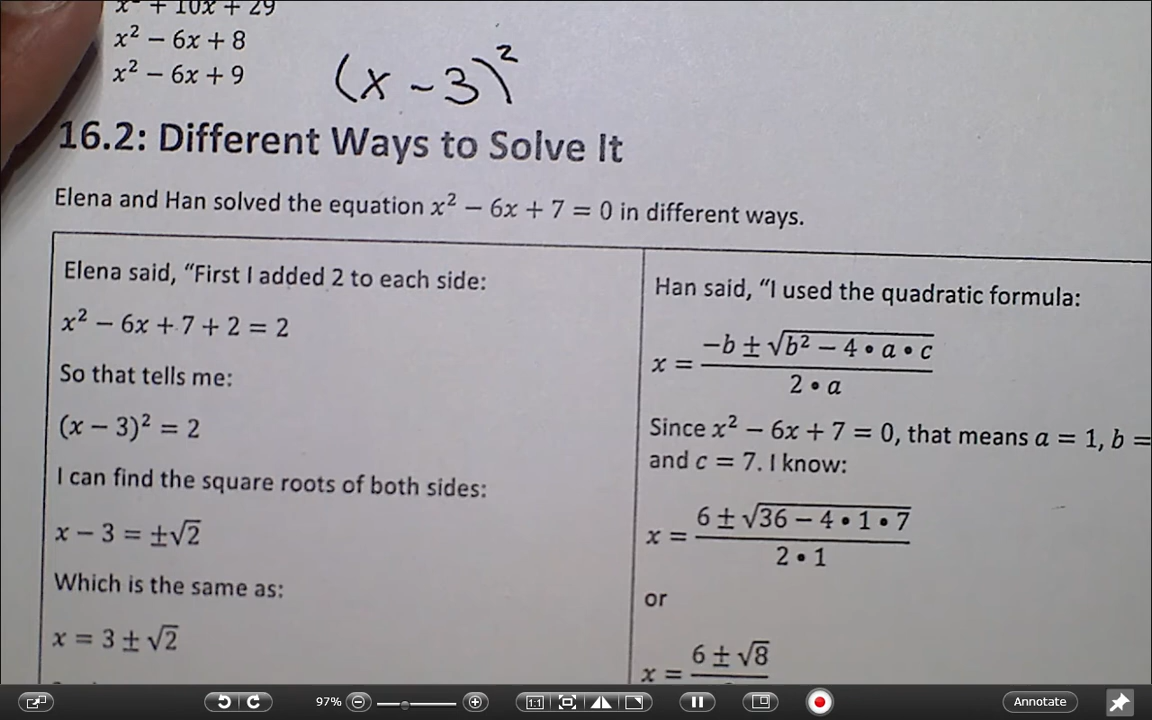 x² + 10x + 29
x² − 6x + 8
x² − 6x + 9
(x − 3)²
16.2: Different Ways to Solve It
Elena and Han solved the equation x² − 6x + 7 = 0 in different ways.
Elena said, “First I added 2 to each side:
x² − 6x + 7 + 2 = 2
So that tells me:
(x − 3)² = 2
I can find the square roots of both sides:
x − 3 = ±√2
Which is the same as:
x = 3 ± √2
Han said, “I used the quadratic formula:
x = (−b ± √(b² − 4 • a • c)) / (2 • a)
Since x² − 6x + 7 = 0, that means a = 1, b =
and c = 7. I know:
x = (6 ± √(36 − 4 • 1 • 7)) / (2 • 1)
or
x = 6 ± √8
97%
1:1
Annotate